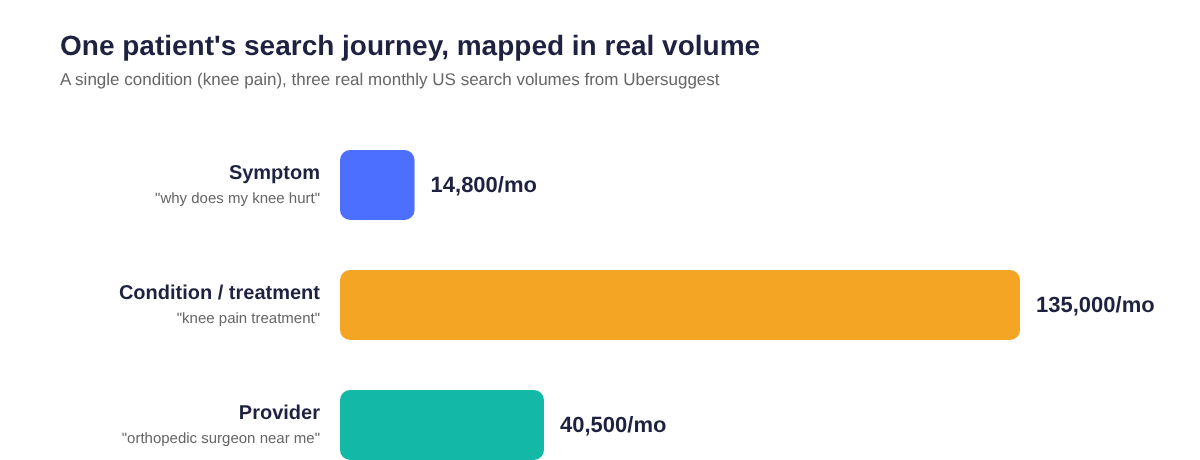 One patient's search journey, mapped in real volume
A single condition (knee pain), three real monthly US search volumes from Ubersuggest
Symptom
"why does my knee hurt"
14,800/mo
Condition / treatment
"knee pain treatment"
135,000/mo
Provider
"orthopedic surgeon near me"
40,500/mo